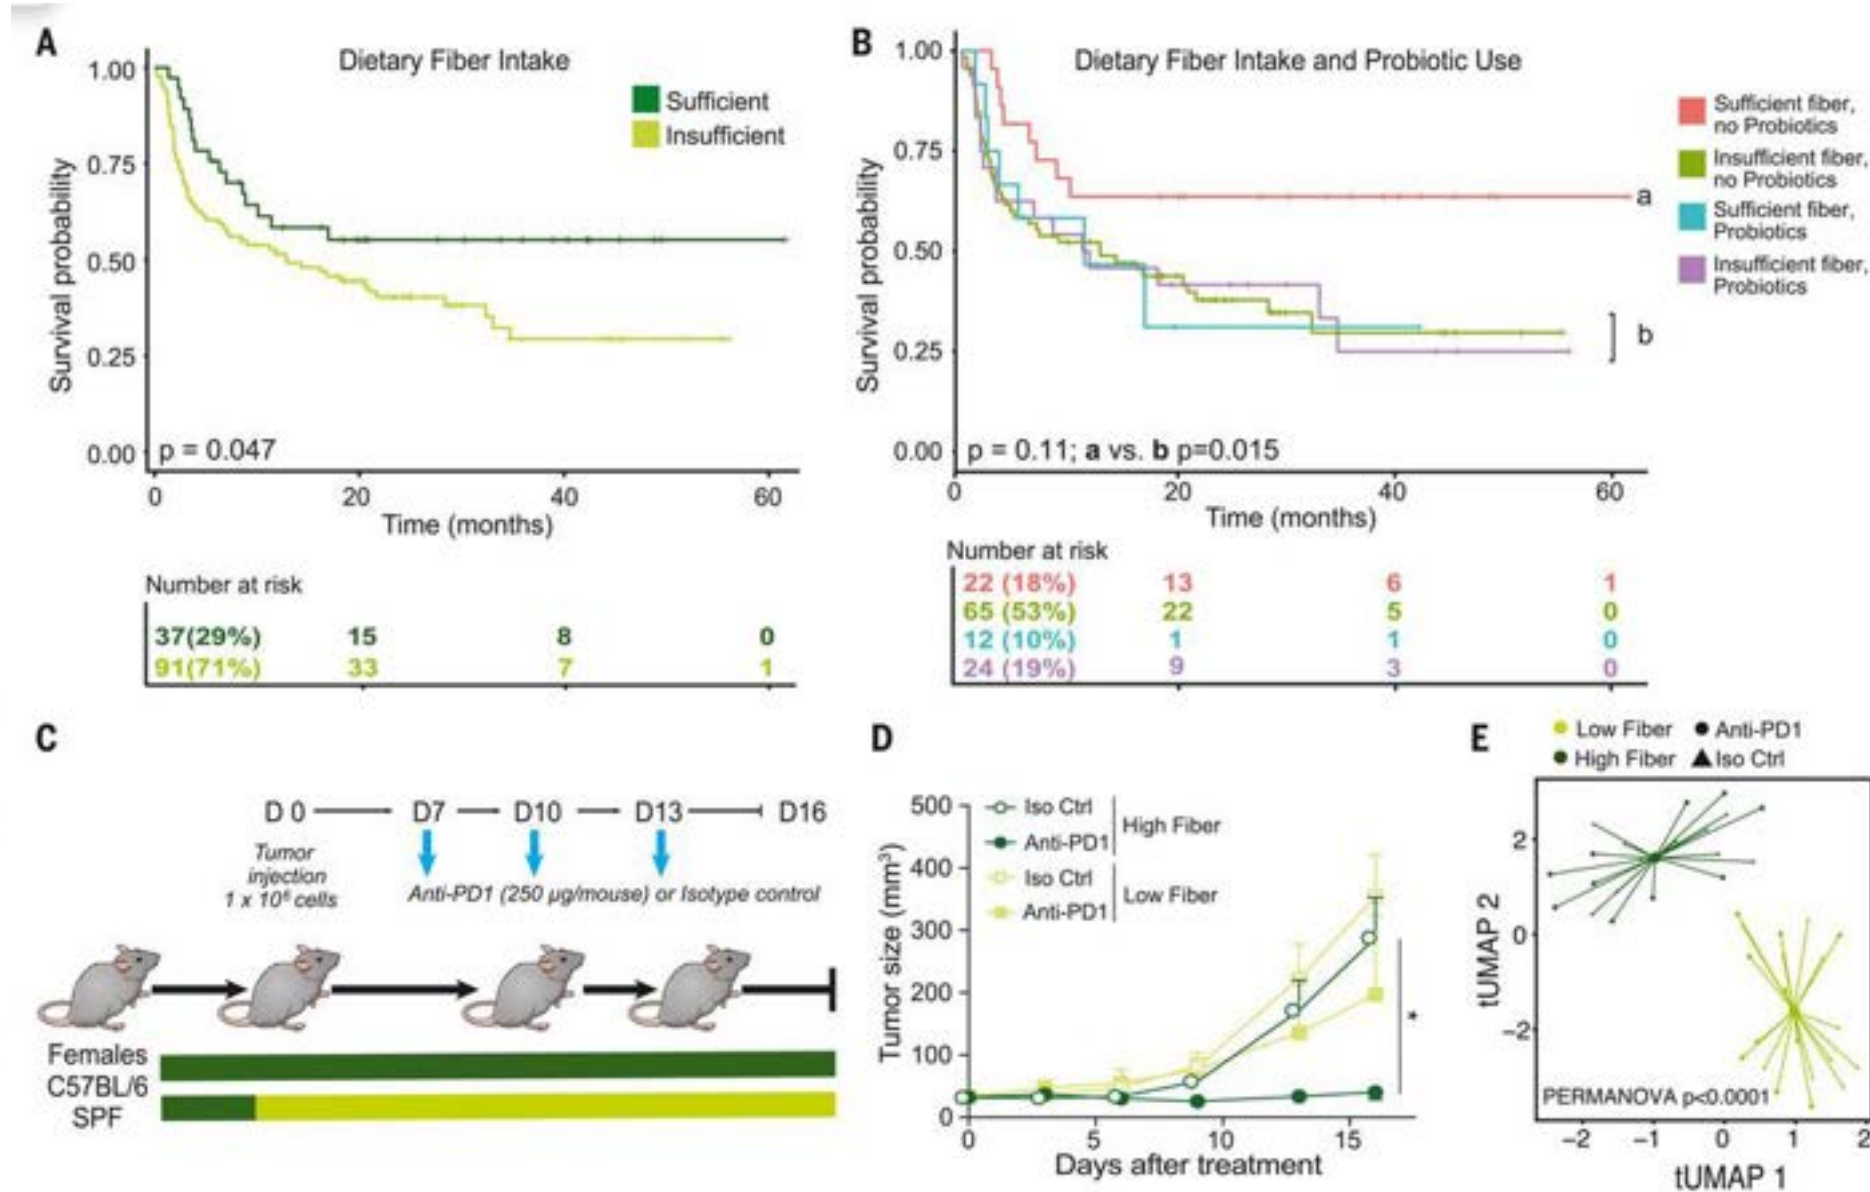 A
Dietary Fiber Intake
Sufficient
Insufficient
Survival probability
1.00
0.75
0.50
0.25
0.00
p = 0.047
0 20 40 60
Time (months)
Number at risk
37(29%) 15 8 0
91(71%) 33 7 1
B
Dietary Fiber Intake and Probiotic Use
Survival probability
1.00
0.75
0.50
0.25
0.00
a
b
p = 0.11; a vs. b p=0.015
0 20 40 60
Time (months)
Sufficient fiber,
no Probiotics
Insufficient fiber,
no Probiotics
Sufficient fiber,
Probiotics
Insufficient fiber,
Probiotics
Number at risk
22 (18%) 13 6 1
65 (53%) 22 5 0
12 (10%) 1 1 0
24 (19%) 9 3 0
C
D 0 D7 D10 D13 D16
Tumor
injection
1 x 10⁶ cells
Anti-PD1 (250 µg/mouse) or Isotype control
Females
C57BL/6
SPF
D
Tumor size (mm³)
500
400
300
200
100
0
Iso Ctrl
Anti-PD1
High Fiber
Iso Ctrl
Anti-PD1
Low Fiber
*
0 5 10 15
Days after treatment
E
Low Fiber Anti-PD1
High Fiber Iso Ctrl
tUMAP 2
2
0
−2
PERMANOVA p<0.0001
−2 −1 0 1 2
tUMAP 1